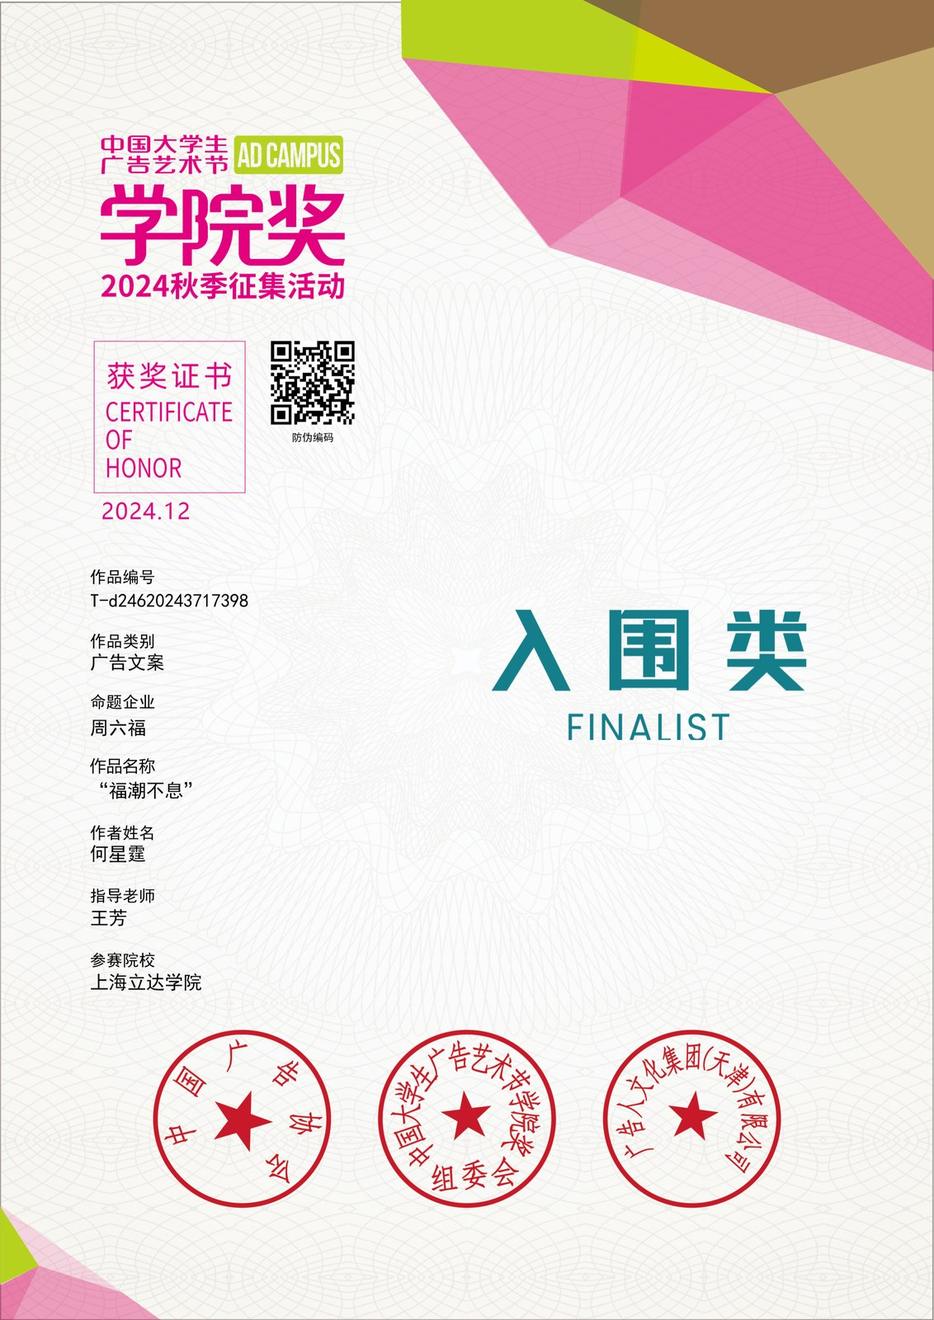 中国大学生
广告艺术节 AD CAMPUS
学院奖
2024秋季征集活动
获奖证书
CERTIFICATE
OF
HONOR
防伪编码
2024.12
作品编号
T-d24620243717398
作品类别
广告文案
命题企业
周六福
作品名称
“福潮不息”
作者姓名
何星霆
指导老师
王芳
参赛院校
上海立达学院
入围类
FINALIST
中国广告协会
中国大学生广告艺术节学院奖
组委会
广告人文化集团(天津)有限公司